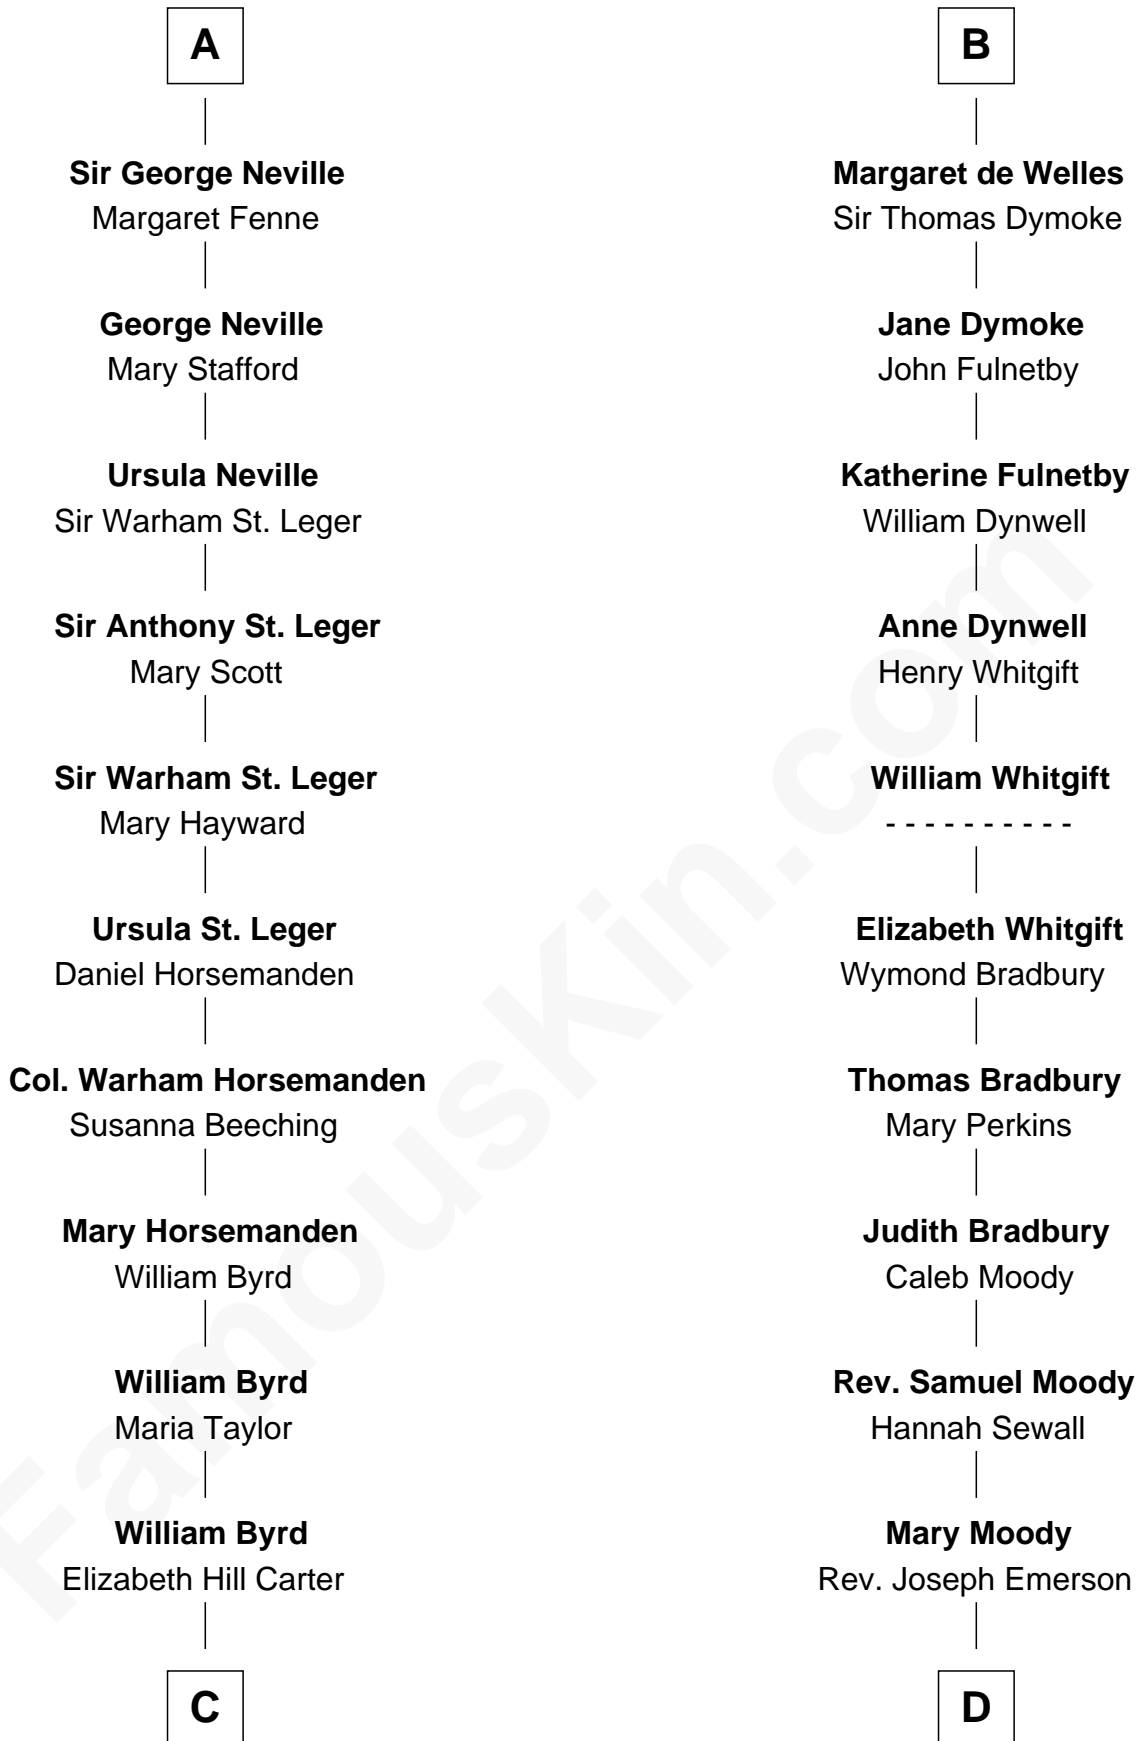 A
Sir George Neville
Margaret Fenne
George Neville
Mary Stafford
Ursula Neville
Sir Warham St. Leger
Sir Anthony St. Leger
Mary Scott
Sir Warham St. Leger
Mary Hayward
Ursula St. Leger
Daniel Horsemanden
Col. Warham Horsemanden
Susanna Beeching
Mary Horsemanden
William Byrd
William Byrd
Maria Taylor
William Byrd
Elizabeth Hill Carter
C
B
Margaret de Welles
Sir Thomas Dymoke
Jane Dymoke
John Fulnetby
Katherine Fulnetby
William Dynwell
Anne Dynwell
Henry Whitgift
William Whitgift
- - - - - - - - - -
Elizabeth Whitgift
Wymond Bradbury
Thomas Bradbury
Mary Perkins
Judith Bradbury
Caleb Moody
Rev. Samuel Moody
Hannah Sewall
Mary Moody
Rev. Joseph Emerson
D
FamousKin.com